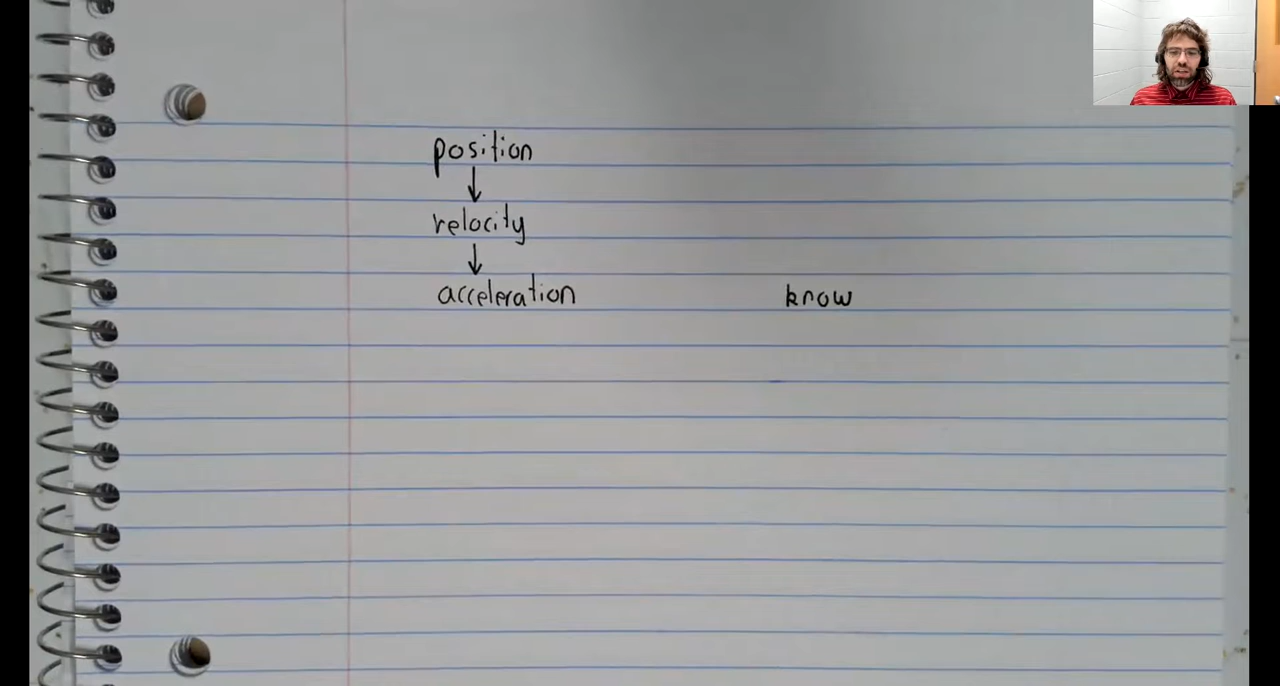 position
↓
velocity
↓
acceleration know